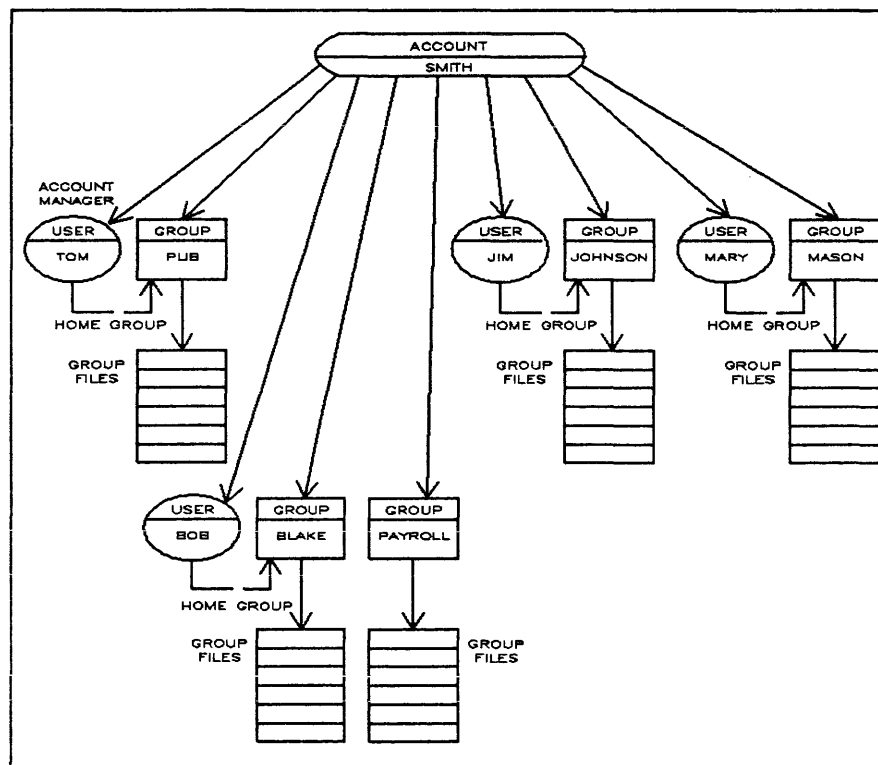 ACCOUNT
SMITH
ACCOUNT
MANAGER
USER
TOM
GROUP
PUB
USER
JIM
GROUP
JOHNSON
USER
MARY
GROUP
MASON
HOME GROUP
HOME GROUP
HOME GROUP
GROUP
FILES
GROUP
FILES
GROUP
FILES
USER
BOB
GROUP
BLAKE
GROUP
PAYROLL
HOME GROUP
GROUP
FILES
GROUP
FILES